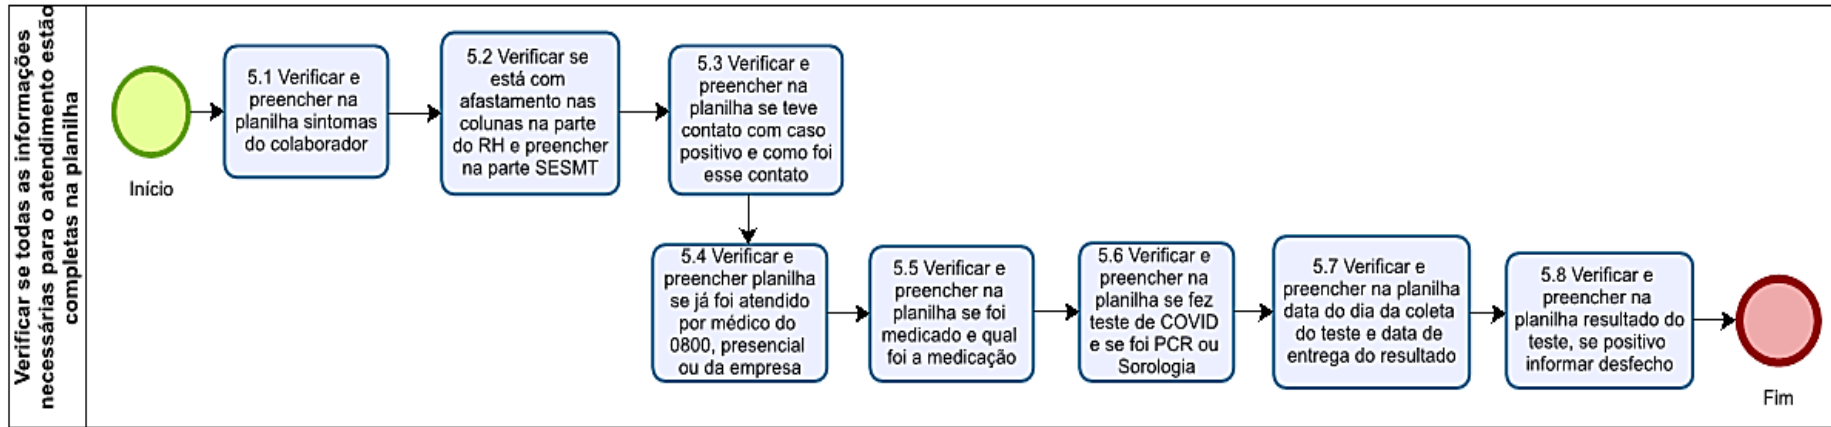 Verificar se todas as informações
necessárias para o atendimento estão
completas na planilha
Início
5.1 Verificar e
preencher na
planilha sintomas
do colaborador
5.2 Verificar se
está com
afastamento nas
colunas na parte
do RH e preencher
na parte SESMT
5.3 Verificar e
preencher na
planilha se teve
contato com caso
positivo e como foi
esse contato
5.4 Verificar e
preencher planilha
se já foi atendido
por médico do
0800, presencial
ou da empresa
5.5 Verificar e
preencher na
planilha se foi
medicado e qual
foi a medicação
5.6 Verificar e
preencher na
planilha se fez
teste de COVID
e se foi PCR ou
Sorologia
5.7 Verificar e
preencher na planilha
data do dia da coleta
do teste e data de
entrega do resultado
5.8 Verificar e
preencher na
planilha resultado do
teste, se positivo
informar desfecho
Fim